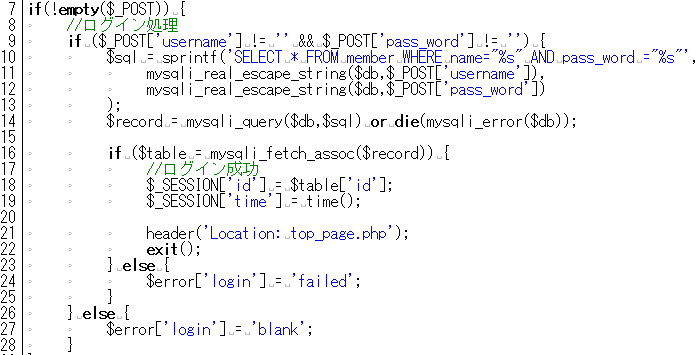 7 if(!empty($_POST)) {
8 //ログイン処理
9 if ($_POST['username'] != '' && $_POST['pass_word'] != '') {
10 $sql = sprintf('SELECT * FROM member WHERE name="%s" AND pass_word ="%s"',
11 mysqli_real_escape_string($db,$_POST['username']),
12 mysqli_real_escape_string($db,$_POST['pass_word'])
13 );
14 $record = mysqli_query($db,$sql) or die(mysqli_error($db));
15
16 if ($table = mysqli_fetch_assoc($record)) {
17 //ログイン成功
18 $_SESSION['id'] = $table['id'];
19 $_SESSION['time'] = time();
20
21 header('Location: top_page.php');
22 exit();
23 } else {
24 $error['login'] = 'failed';
25 }
26 } else {
27 $error['login'] = 'blank';
28 }